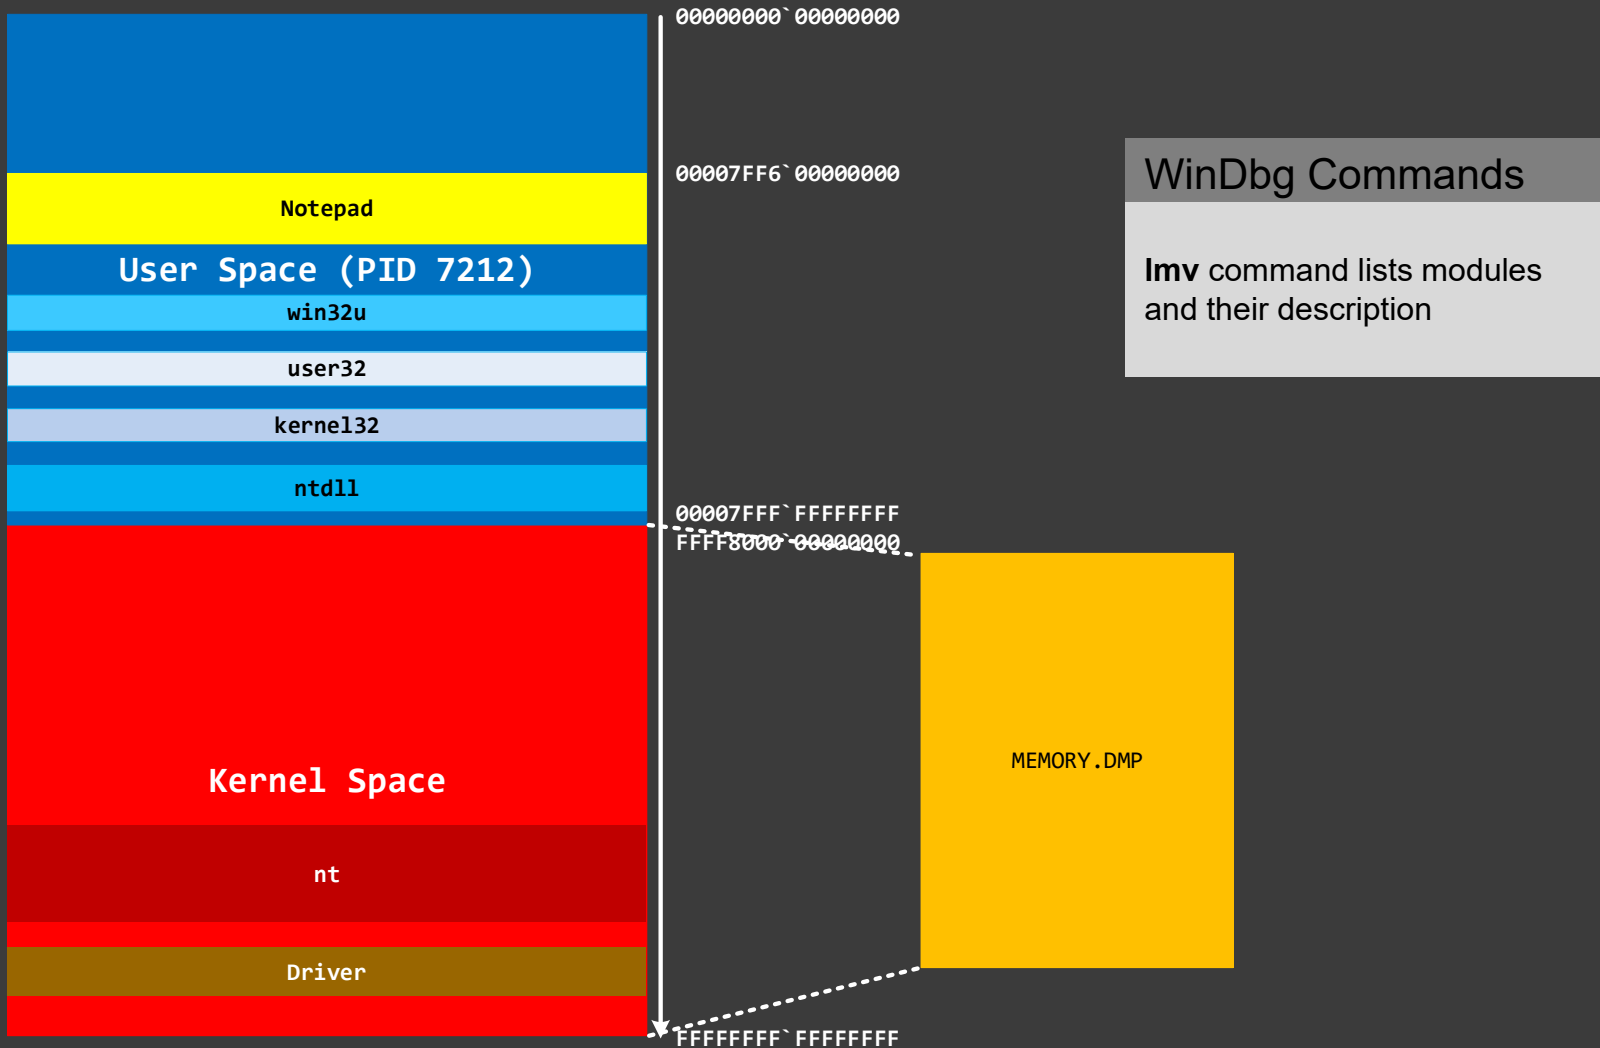 00000000`00000000
00007FF6`00000000
WinDbg Commands
Notepad
User Space (PID 7212)
lmv command lists modules
and their description
win32u
user32
kernel32
ntdll
00007FFF`FFFFFFFF
FFFF8000`00000000
MEMORY.DMP
Kernel Space
nt
Driver
FFFFFFFF`FFFFFFFF